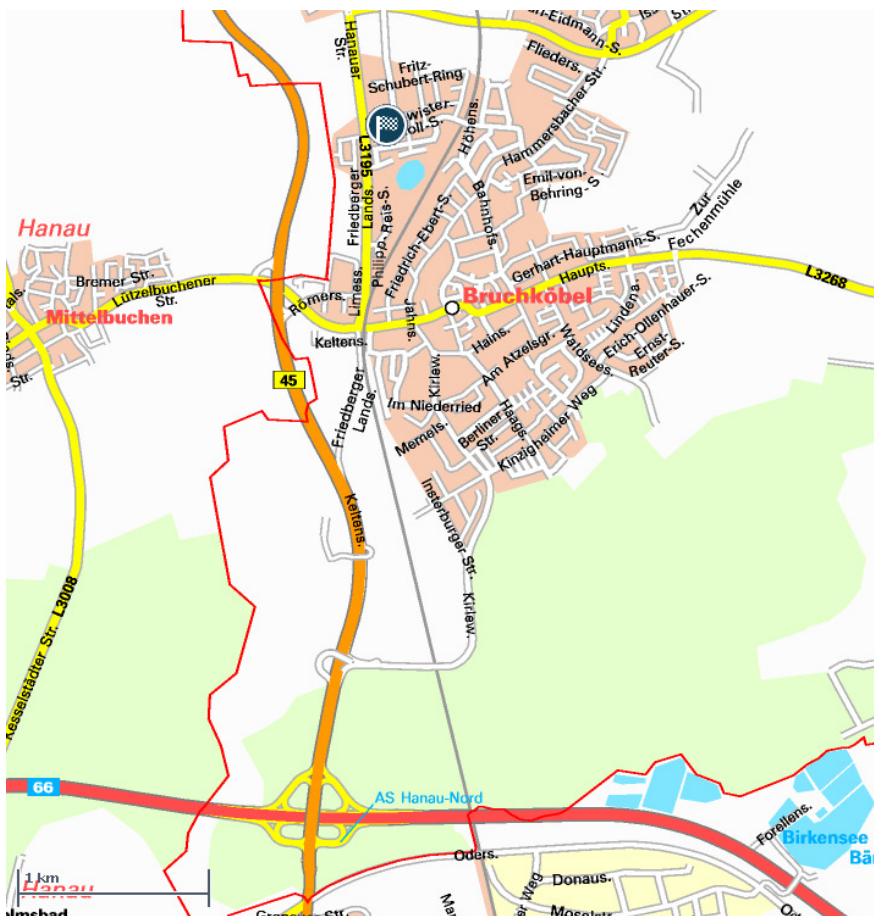 Hanauer
Str.
Fritz-
Schubert-Ring
Flieders.
Hammersbacher Str.
Höhens.
L3195
Friedberger
Lands.
Philipp-Reis-S.
Friedrich-Ebert-S.
Bahnhofs.
Emil-von-
Behring-S
Zur
Fechenmühle
Gerhart-Hauptmann-S.
Haupts.
L3268
Hanau
Bremer Str.
Lützelbuchener
Str.
Mittelbuchen
Römers.
Limess.
Keltens.
Jahns.
Bruchköbel
Hains.
Am Atzelsgr.
Waldsees.
Lindena.
Erich-Ollenhauer-S.
Ernst-
Reuter-S.
45
Friedberger
Lands.
Kirlew.
Im Niederried
Memels.
Berliner
Str.
Haags.
Kinzigheimer Weg
Insterburger Str.
Keltens.
Kirlew.
Kesselstädter Str.
L3008
66
AS Hanau-Nord
Oders.
Forellens.
Birkensee
Donaus.
Hanau
1 km